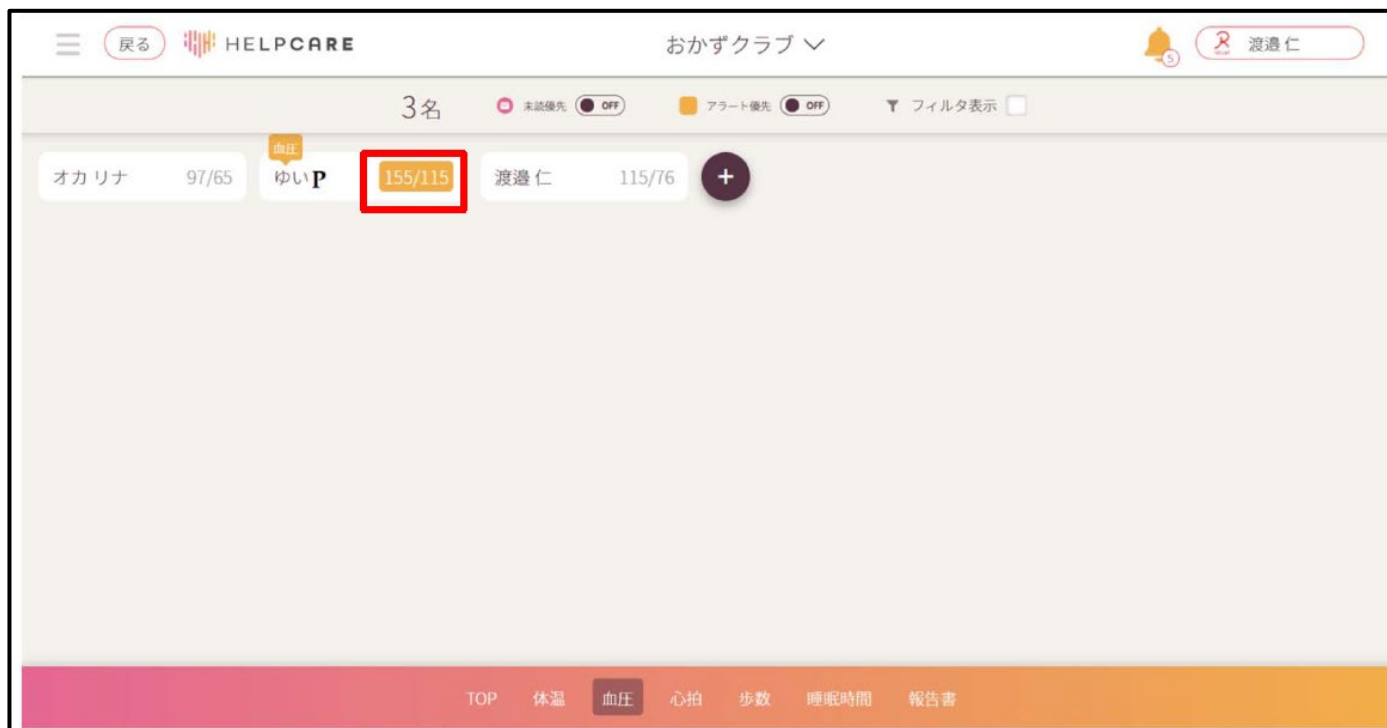 戻る HELPCARE おかずクラブ 5 渡邉 仁
3名 未読優先 OFF アラート優先 OFF フィルタ表示
血圧
オカ リナ 97/65 ゆいP 155/115 渡邉 仁 115/76 +
TOP 体温 血圧 心拍 歩数 睡眠時間 報告書